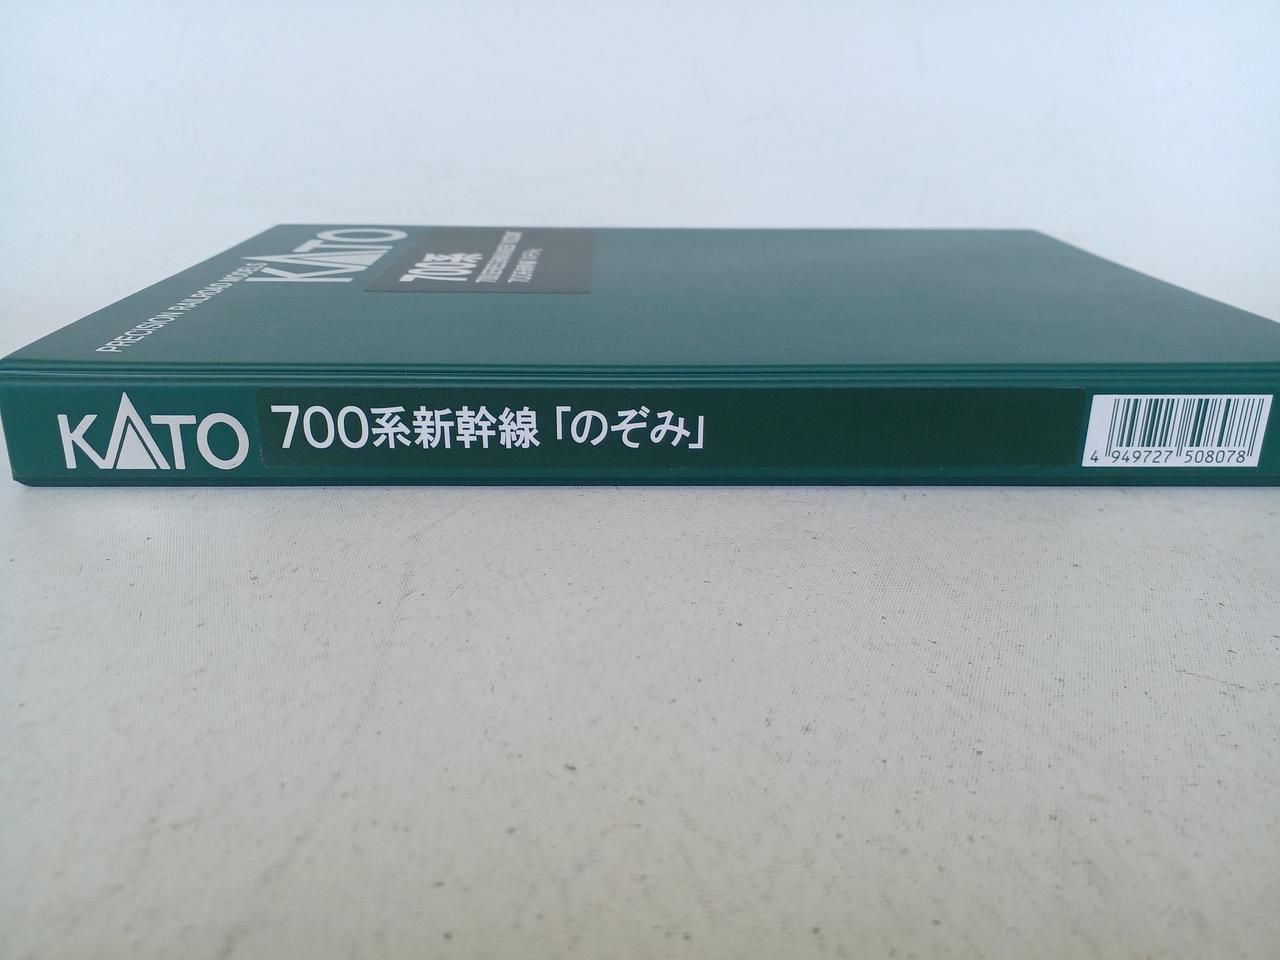 KATO
PRECISION RAILROAD MODELS
700系
KATO
700系新幹線「のぞみ」
4 949727 508078